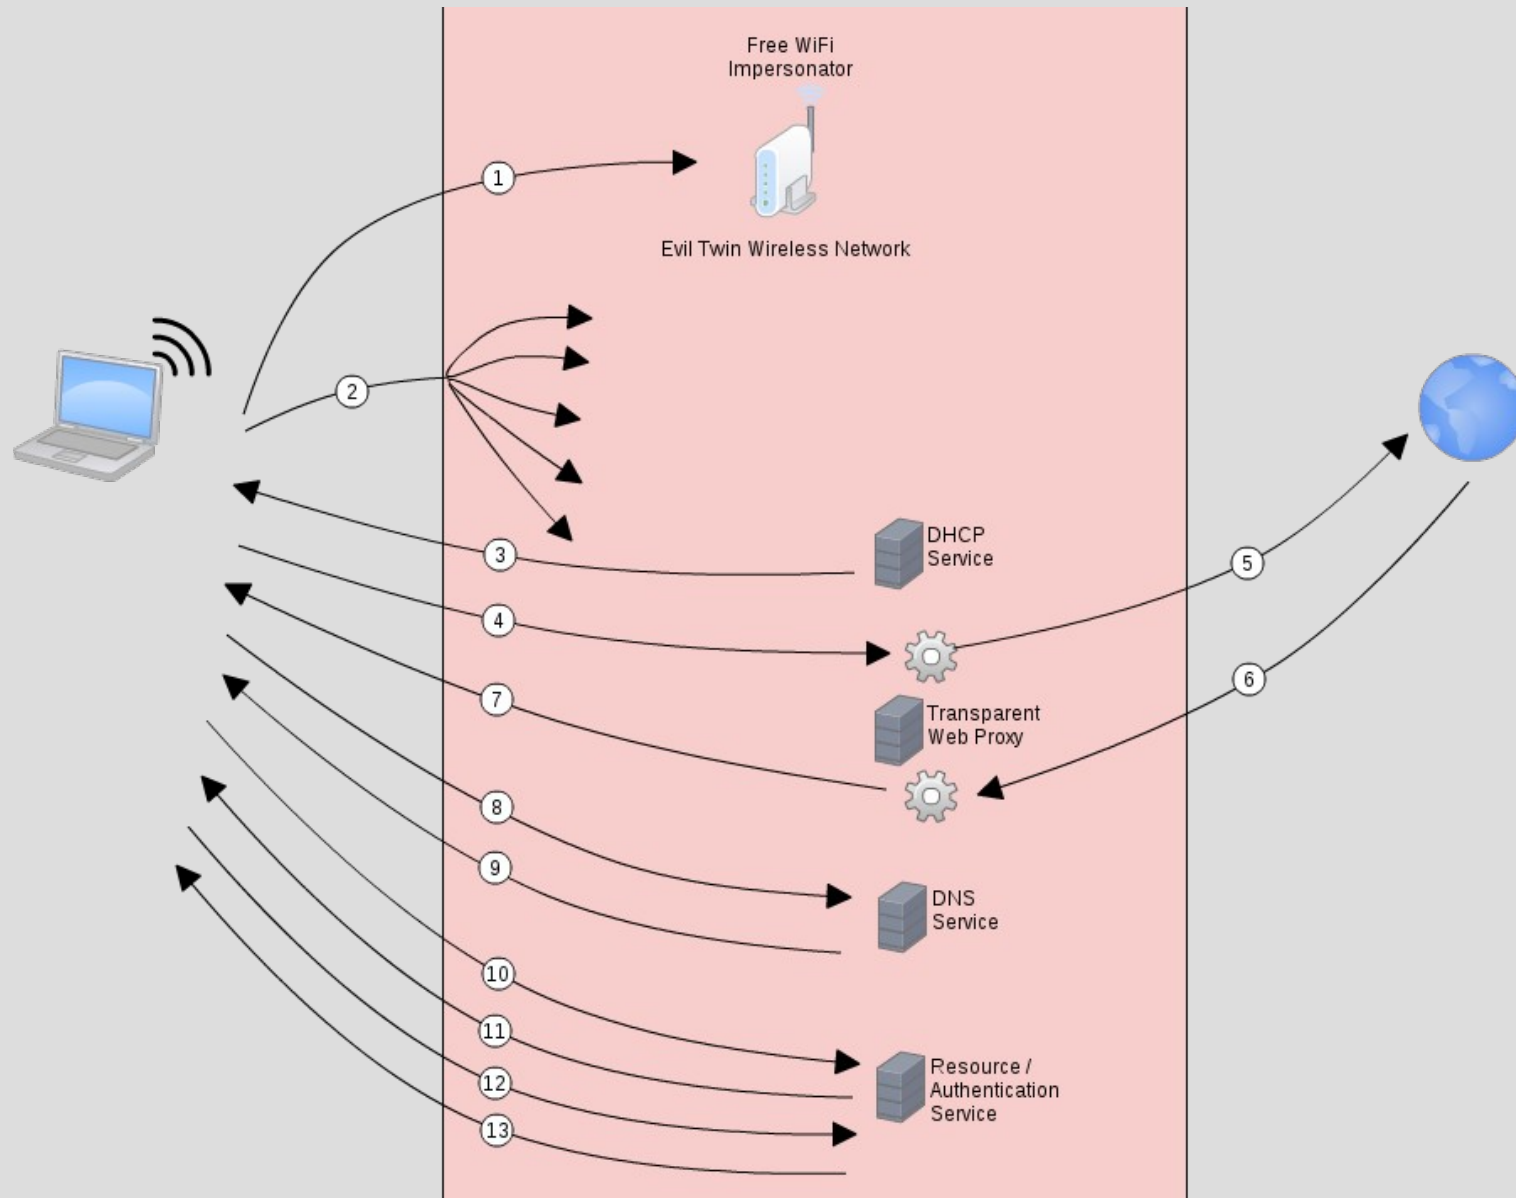 Free WiFi
Impersonator
1
Evil Twin Wireless Network
2
DHCP
Service
3
5
4
6
7
Transparent
Web Proxy
8
9
DNS
Service
10
11
Resource /
Authentication
Service
12
13